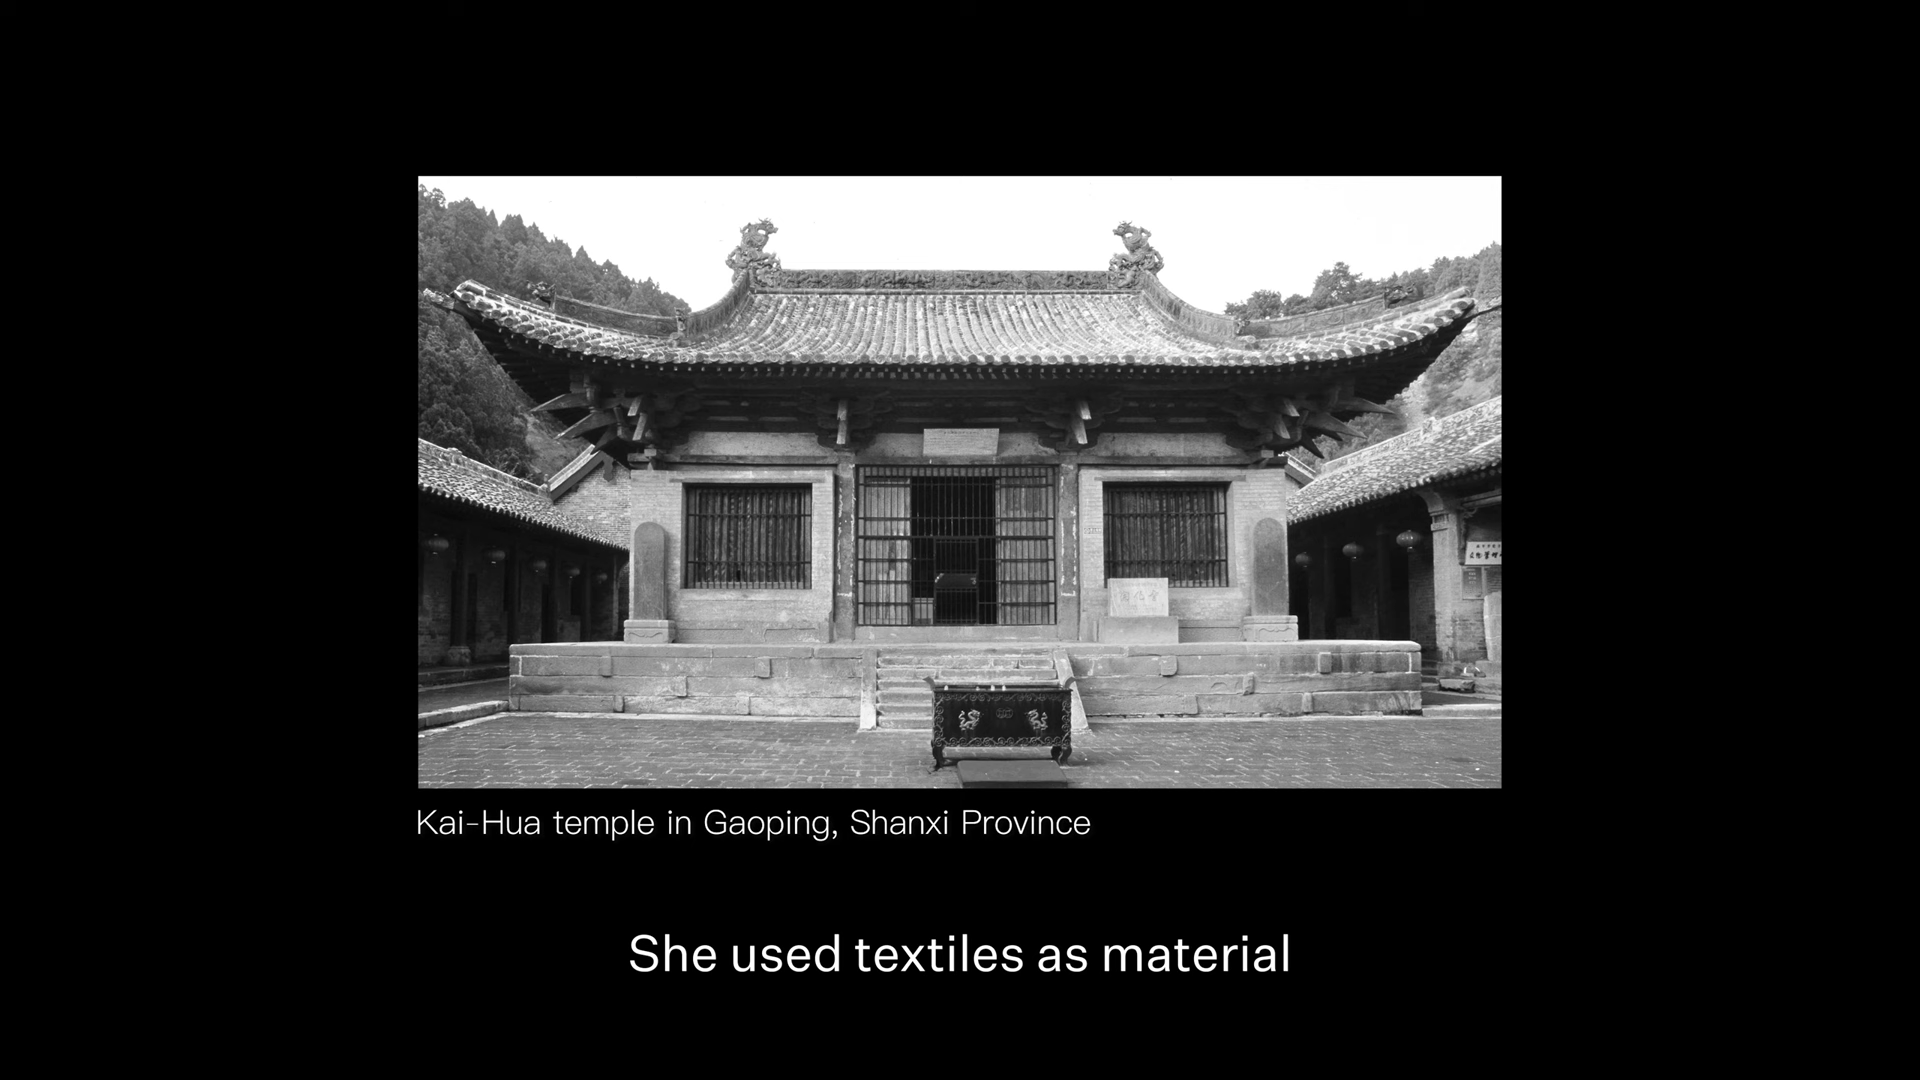 Kai-Hua temple in Gaoping, Shanxi Province
She used textiles as material